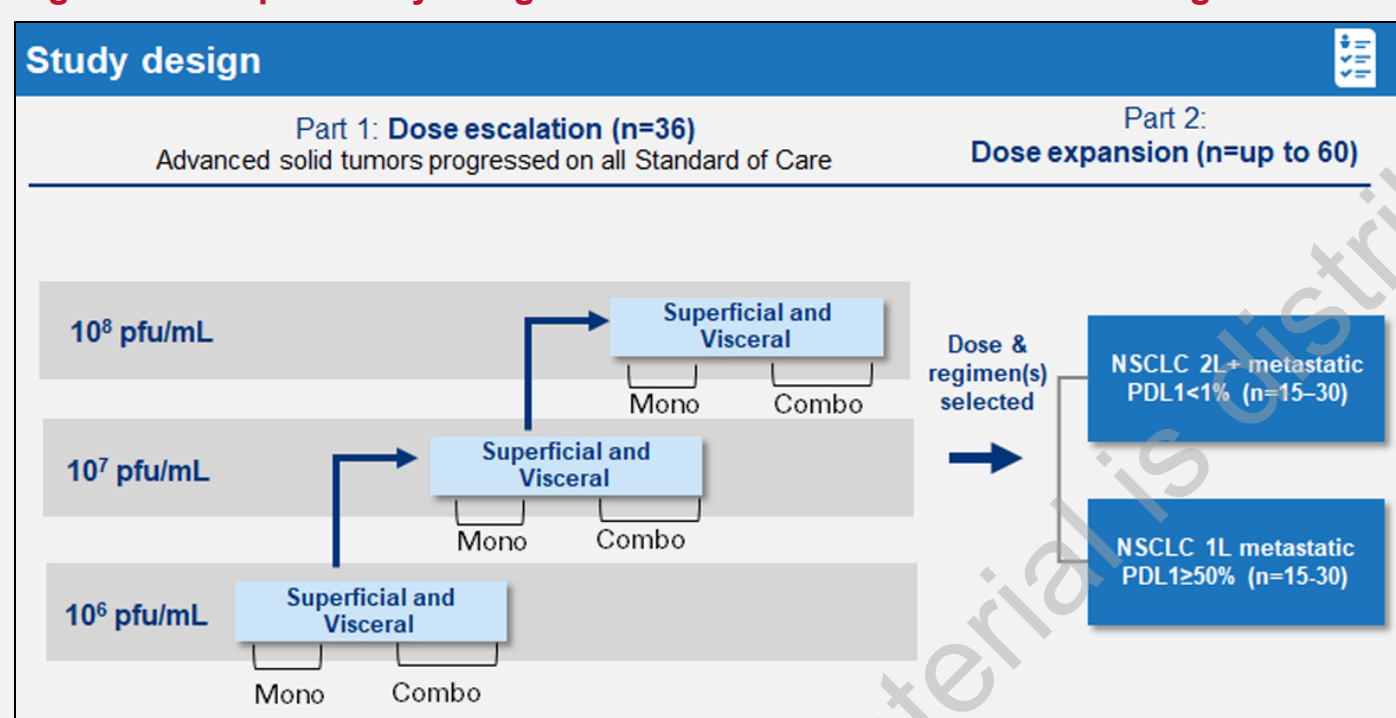 Study design
Part 1: Dose escalation (n=36)
Advanced solid tumors progressed on all Standard of Care
Part 2:
Dose expansion (n=up to 60)
10⁸ pfu/mL
Superficial and
Visceral
Mono Combo
10⁷ pfu/mL
Superficial and
Visceral
Mono Combo
10⁶ pfu/mL
Superficial and
Visceral
Mono Combo
Dose &
regimen(s)
selected
NSCLC 2L+ metastatic
PDL1<1% (n=15–30)
NSCLC 1L metastatic
PDL1≥50% (n=15-30)
is